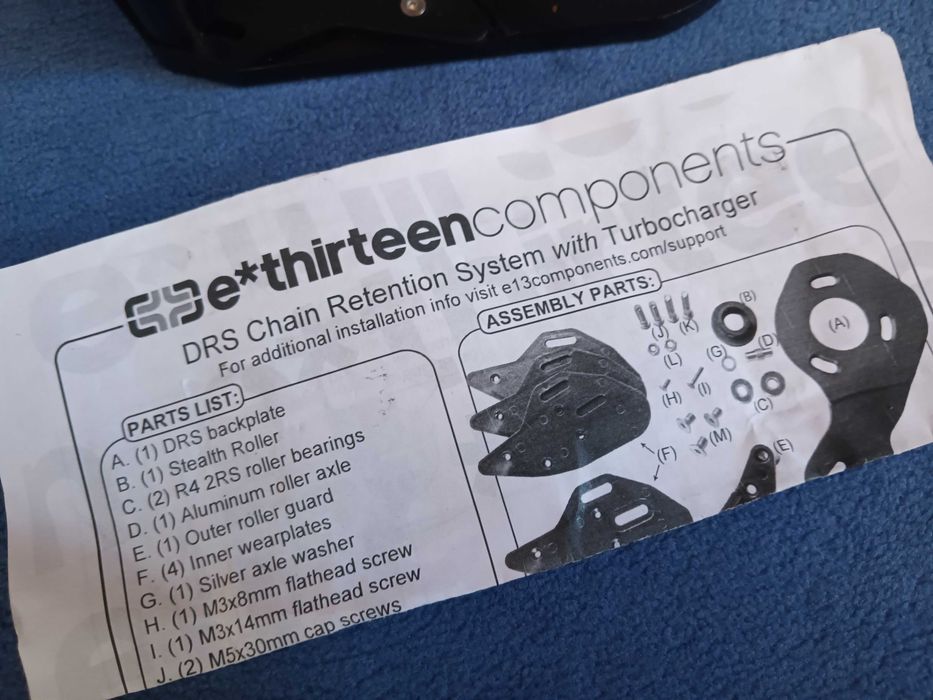 e*thirteencomponents
DRS Chain Retention System with Turbocharger
For additional installation info visit e13components.com/support
PARTS LIST:
A. (1) DRS backplate
B. (1) Stealth Roller
C. (2) R4 2RS roller bearings
D. (1) Aluminum roller axle
E. (1) Outer roller guard
F. (4) Inner wearplates
G. (1) Silver axle washer
H. (1) M3x8mm flathead screw
I. (1) M3x14mm flathead screw
J. (2) M5x30mm cap screws
ASSEMBLY PARTS:
(B)
(J)
(K)
(A)
(L)
(G)
(D)
(H)
(I)
(C)
(M)
(F)
(E)